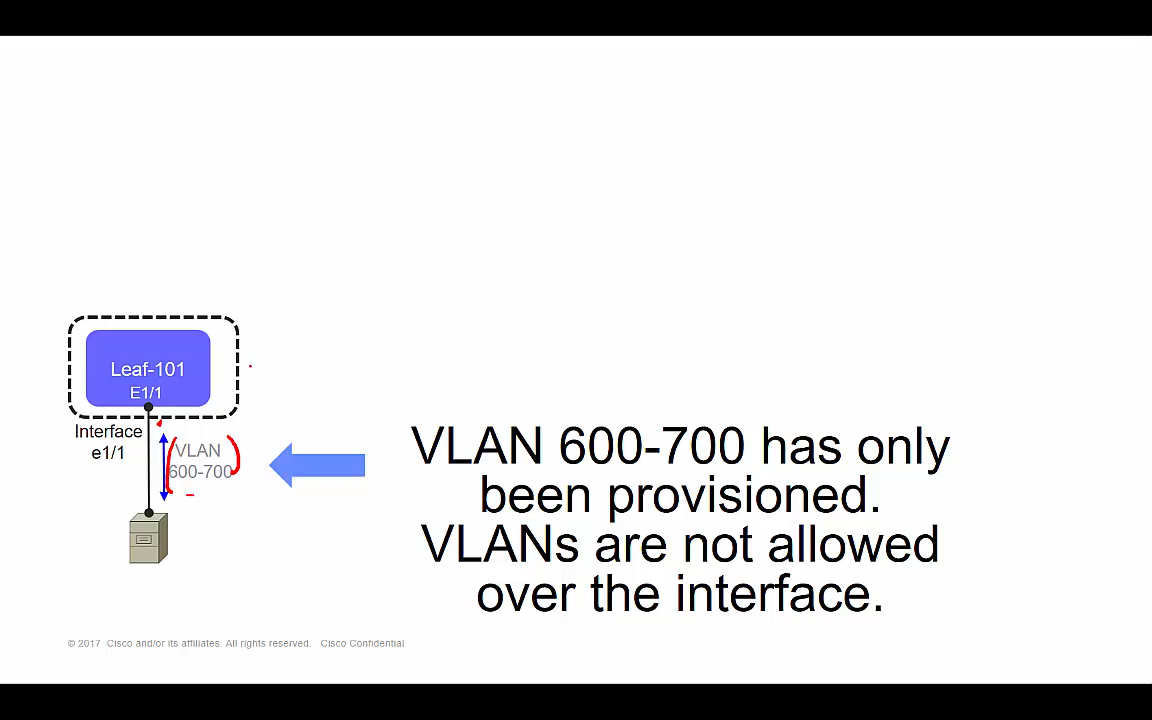 Leaf-101
E1/1
Interface
e1/1
VLAN
600-700
VLAN 600-700 has only
been provisioned.
VLANs are not allowed
over the interface.
© 2017 Cisco and/or its affiliates. All rights reserved. Cisco Confidential